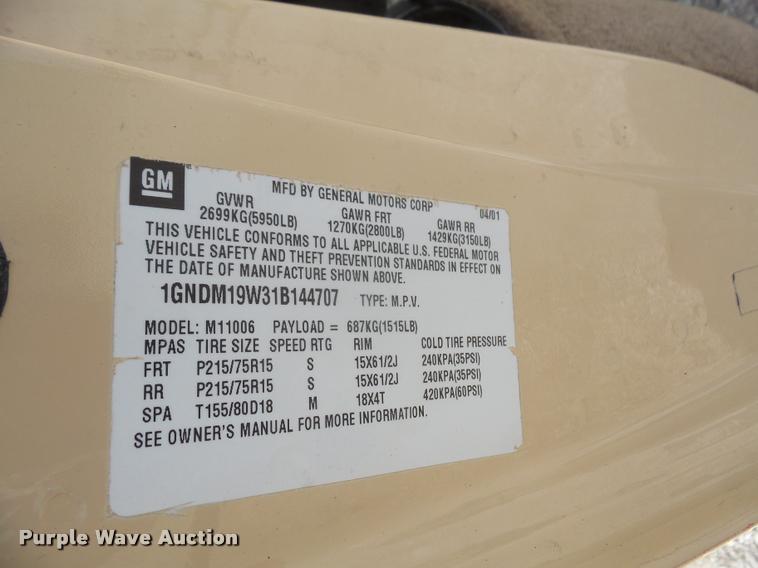 GM
MFD BY GENERAL MOTORS CORP 04/01
GVWR GAWR FRT GAWR RR
2699KG(5950LB) 1270KG(2800LB) 1429KG(3150LB)
THIS VEHICLE CONFORMS TO ALL APPLICABLE U.S. FEDERAL MOTOR
VEHICLE SAFETY AND THEFT PREVENTION STANDARDS IN EFFECT ON
THE DATE OF MANUFACTURE SHOWN ABOVE.
1GNDM19W31B144707 TYPE: M.P.V.
MODEL: M11006 PAYLOAD = 687KG(1515LB)
MPAS TIRE SIZE SPEED RTG RIM COLD TIRE PRESSURE
FRT P215/75R15 S 15X61/2J 240KPA(35PSI)
RR P215/75R15 S 15X61/2J 240KPA(35PSI)
SPA T155/80D18 M 18X4T 420KPA(60PSI)
SEE OWNER'S MANUAL FOR MORE INFORMATION.
Purple Wave Auction